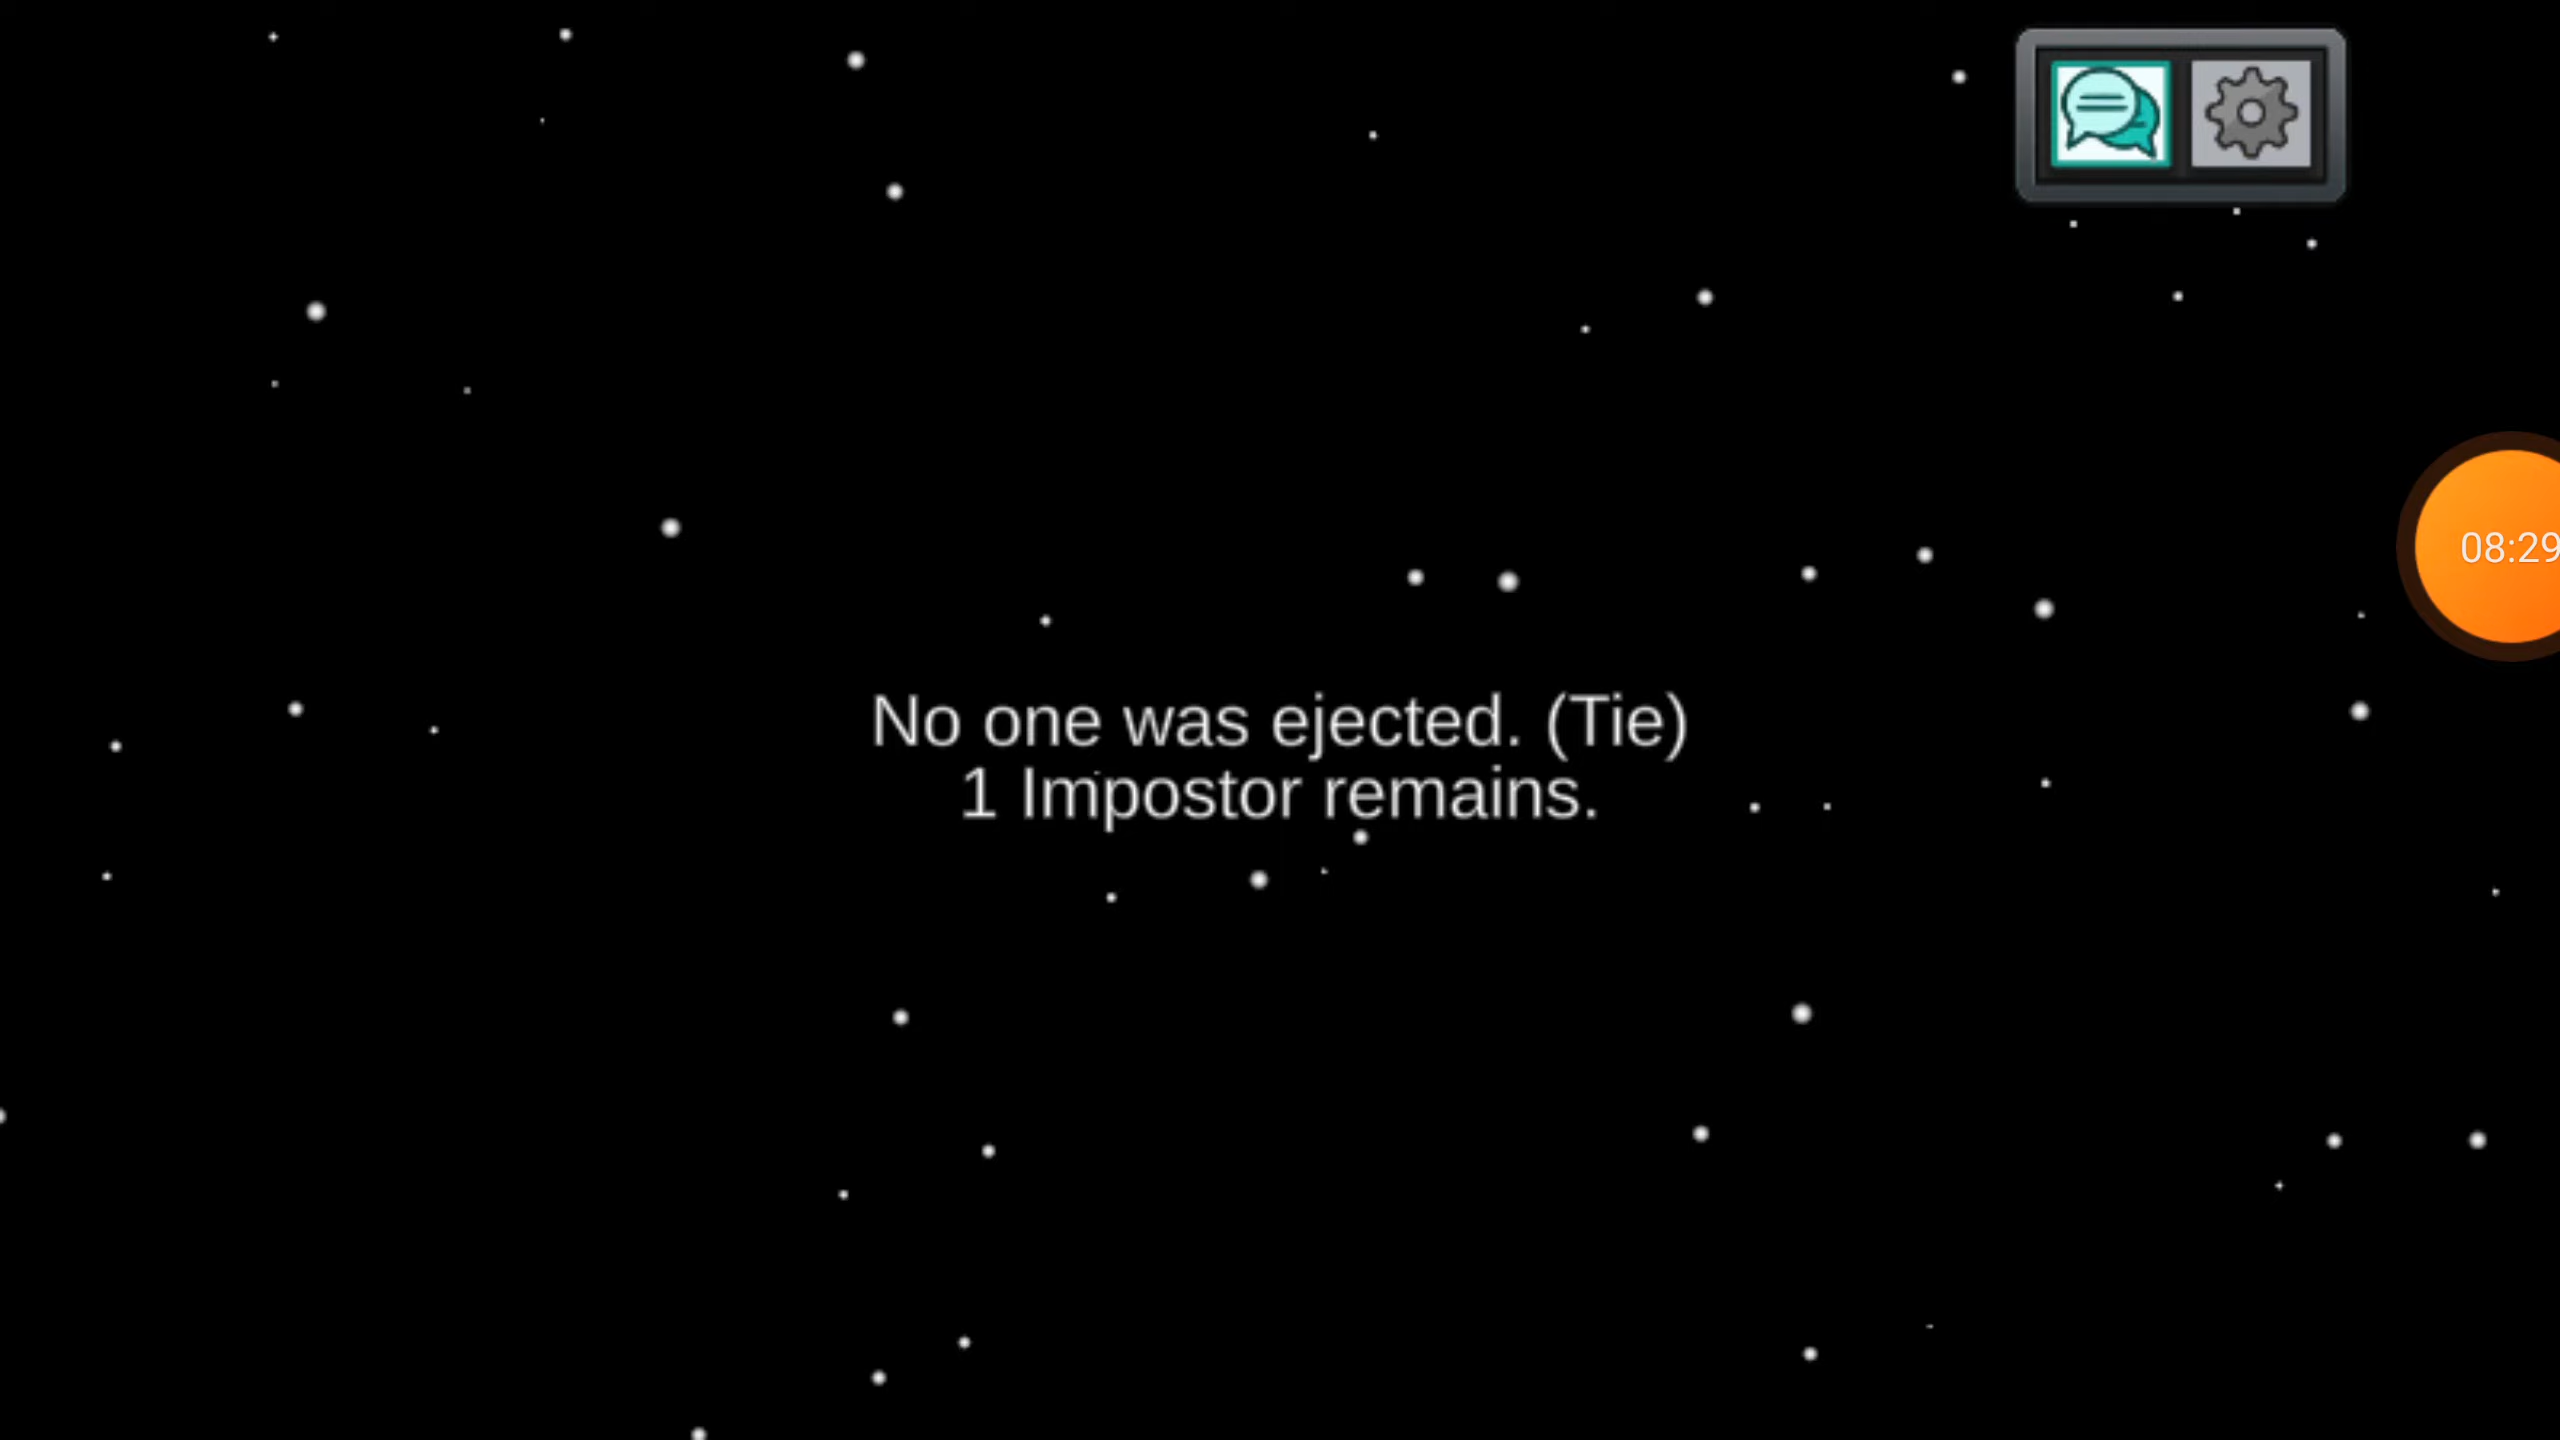 08:29
No one was ejected. (Tie)
1 Impostor remains.